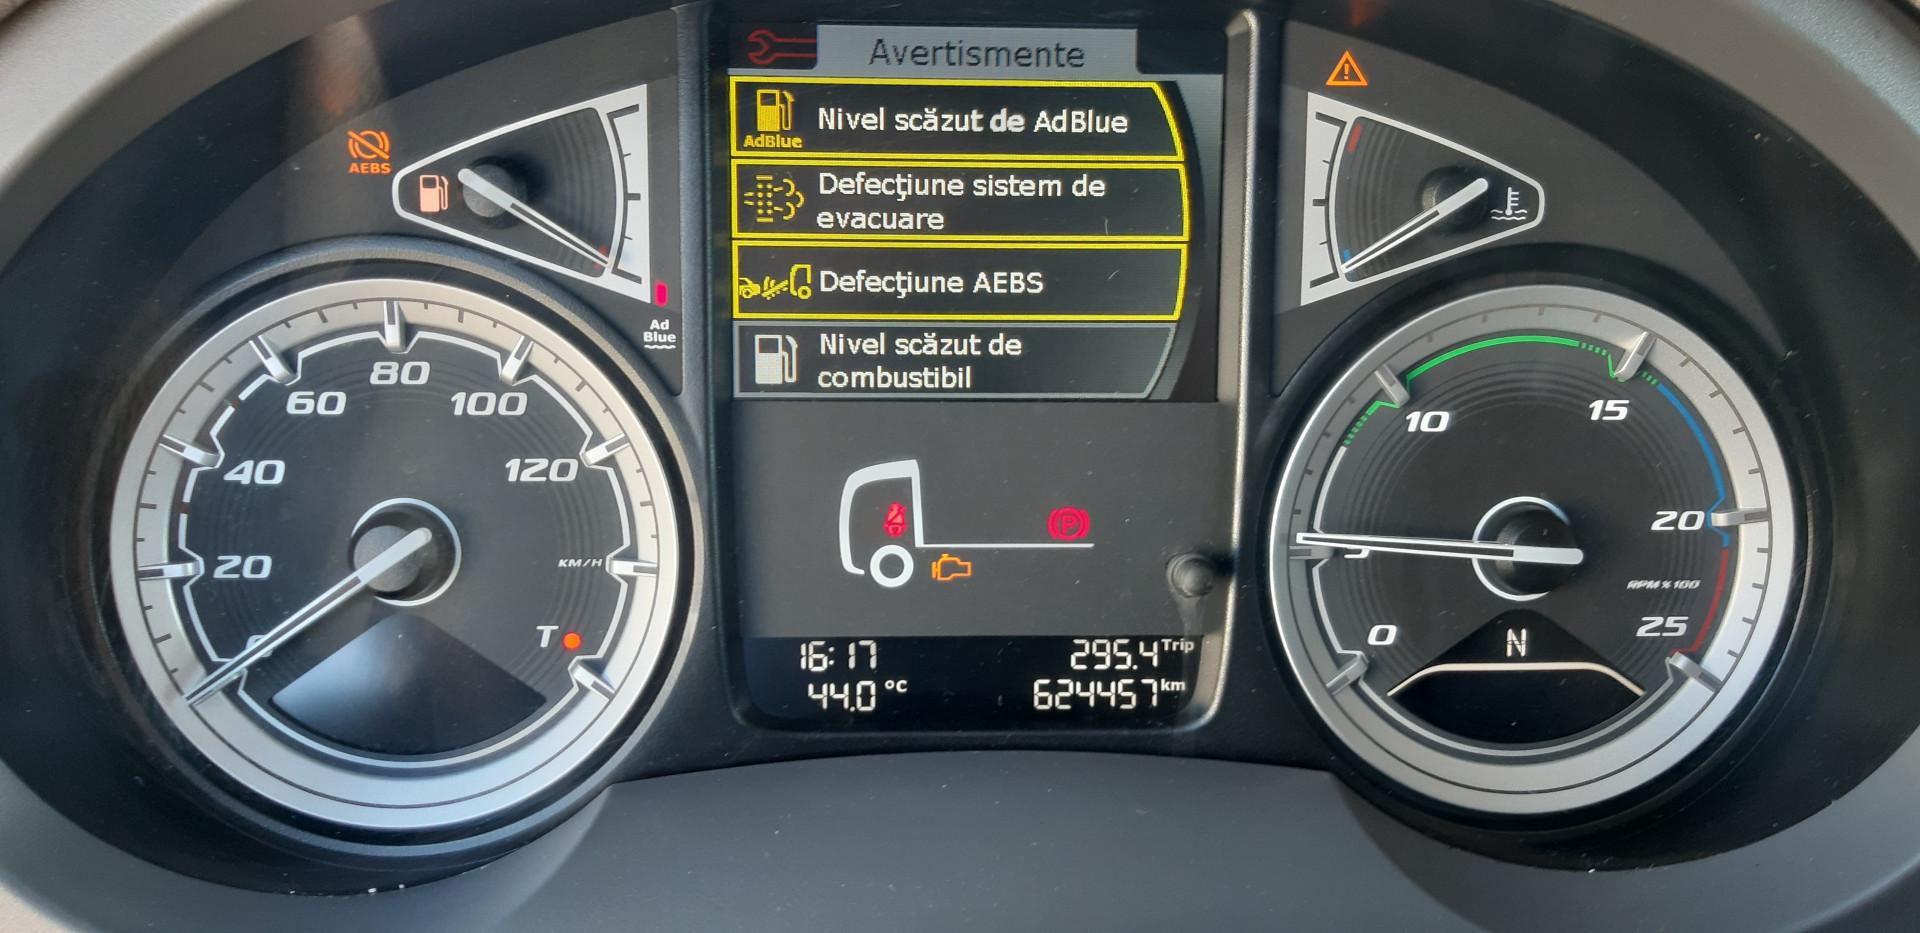 Avertismente
AdBlue
Nivel scăzut de AdBlue
Defecţiune sistem de
evacuare
Defecţiune AEBS
Nivel scăzut de
combustibil
AEBS
Ad
Blue
0
20
40
60
80
100
120
KM/H
T
P
16:17
295.4 Trip
44.0 °C
624457 km
0
5
10
15
20
25
RPM x 100
N